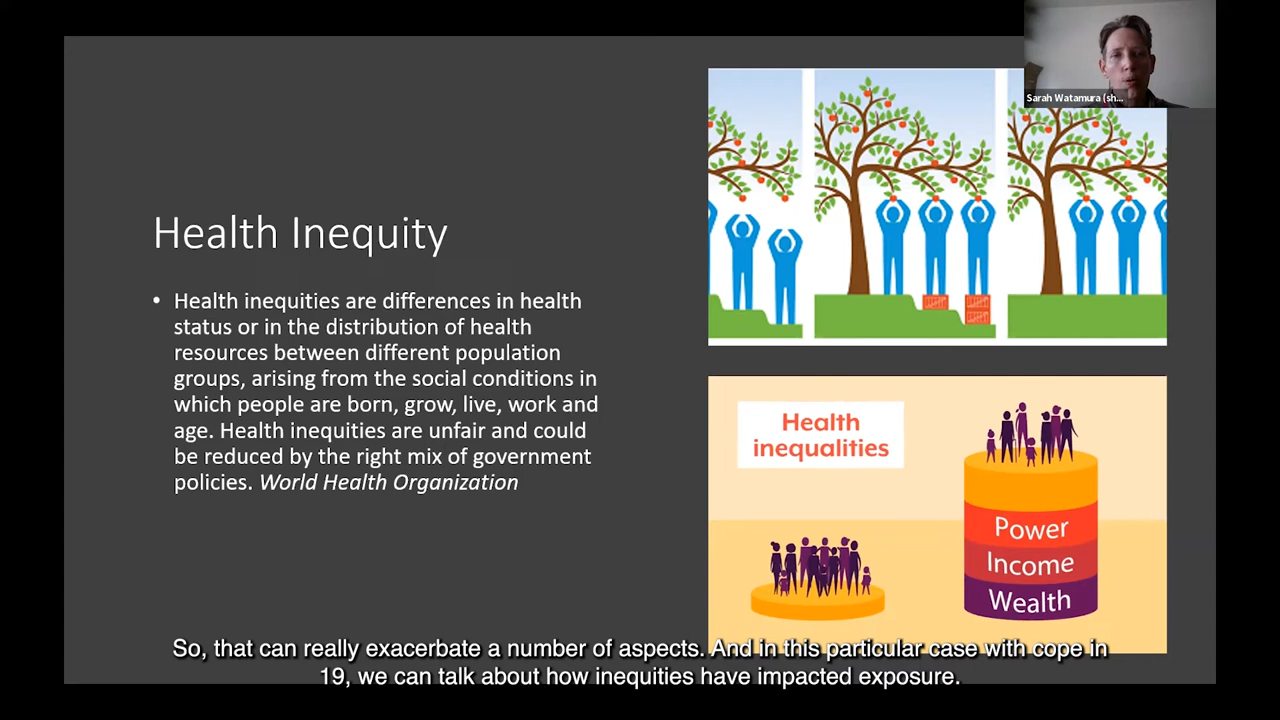 Sarah Watamura (sh...
Health Inequity
• Health inequities are differences in health
status or in the distribution of health
resources between different population
groups, arising from the social conditions in
which people are born, grow, live, work and
age. Health inequities are unfair and could
be reduced by the right mix of government
policies. World Health Organization
Health
inequalities
Power
Income
Wealth
So, that can really exacerbate a number of aspects. And in this particular case with cope in
19, we can talk about how inequities have impacted exposure.